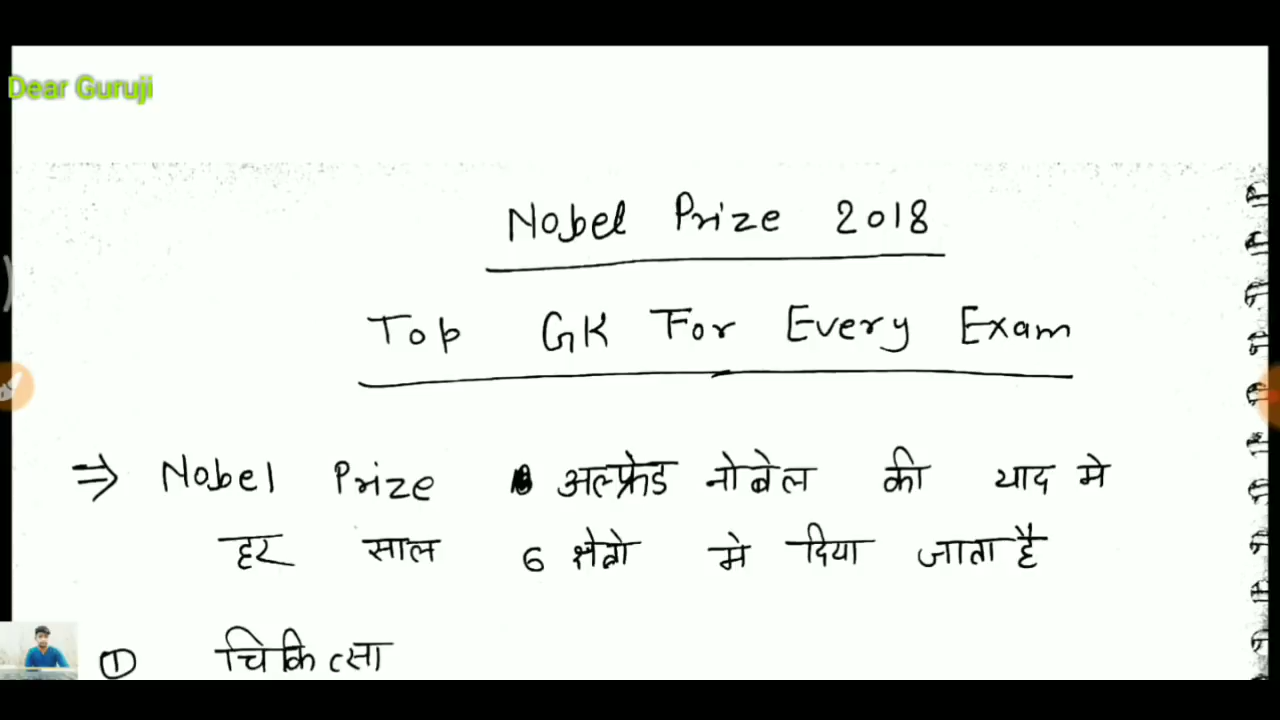 Dear Guruji
Nobel Prize 2018
Top GK For Every Exam
⇒ Nobel Prize अल्फ्रेड नोबेल की याद मे
हर साल 6 क्षेत्रो मे दिया जाता है
① चिकित्सा